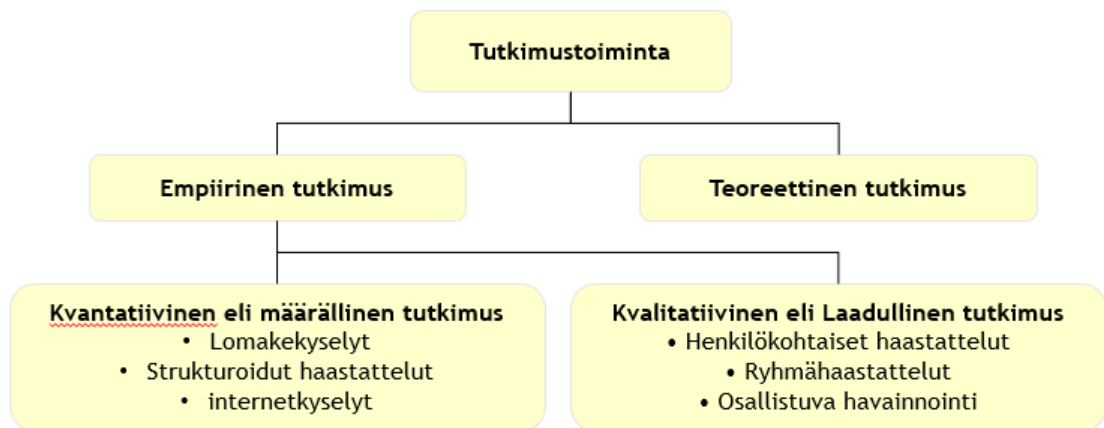 Tutkimustoiminta
Empiirinen tutkimus
Teoreettinen tutkimus
Kvantatiivinen eli määrällinen tutkimus
• Lomakekyselyt
• Strukturoidut haastattelut
• internetkyselyt
Kvalitatiivinen eli Laadullinen tutkimus
• Henkilökohtaiset haastattelut
• Ryhmähaastattelut
• Osallistuva havainnointi